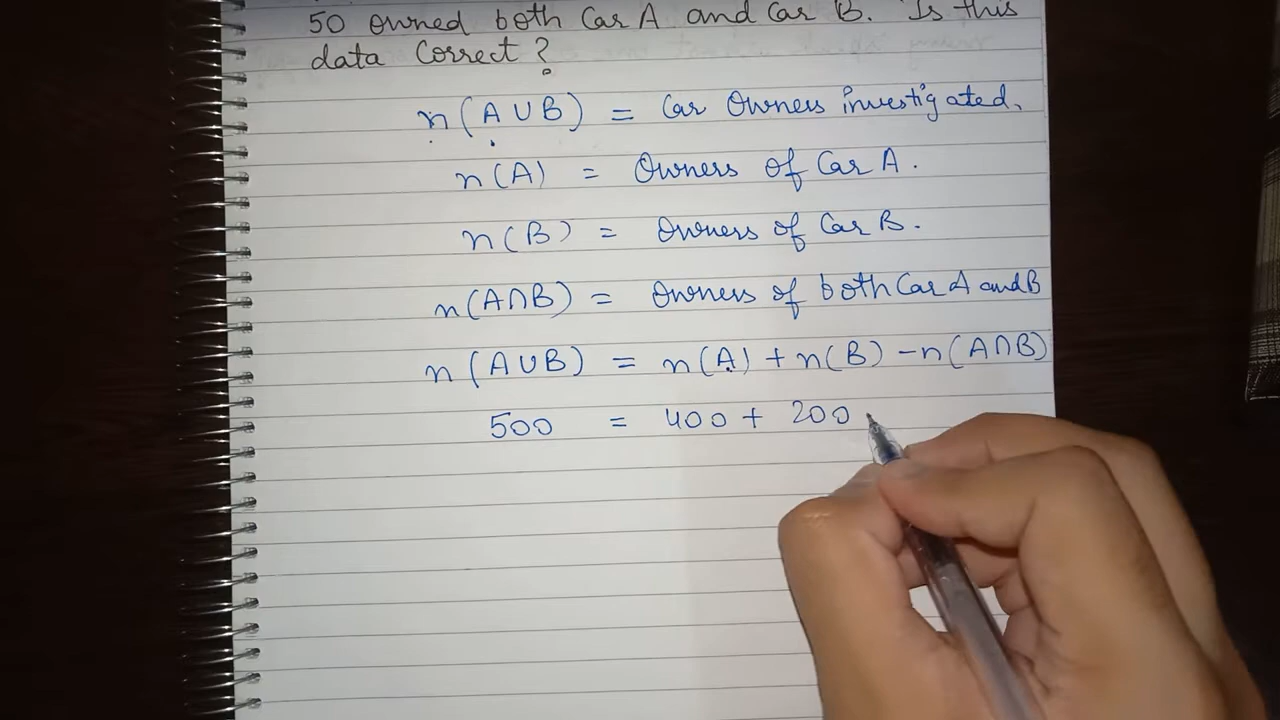 50 owned both Car A and Car B. Is this
data Correct ?
n (A ∪ B) = Car Owners investigated.
n (A) = Owners of Car A.
n (B) = Owners of Car B.
n (A ∩ B) = Owners of both Car A and B
n (A ∪ B) = n (A) + n (B) - n (A ∩ B)
500 = 400 + 200